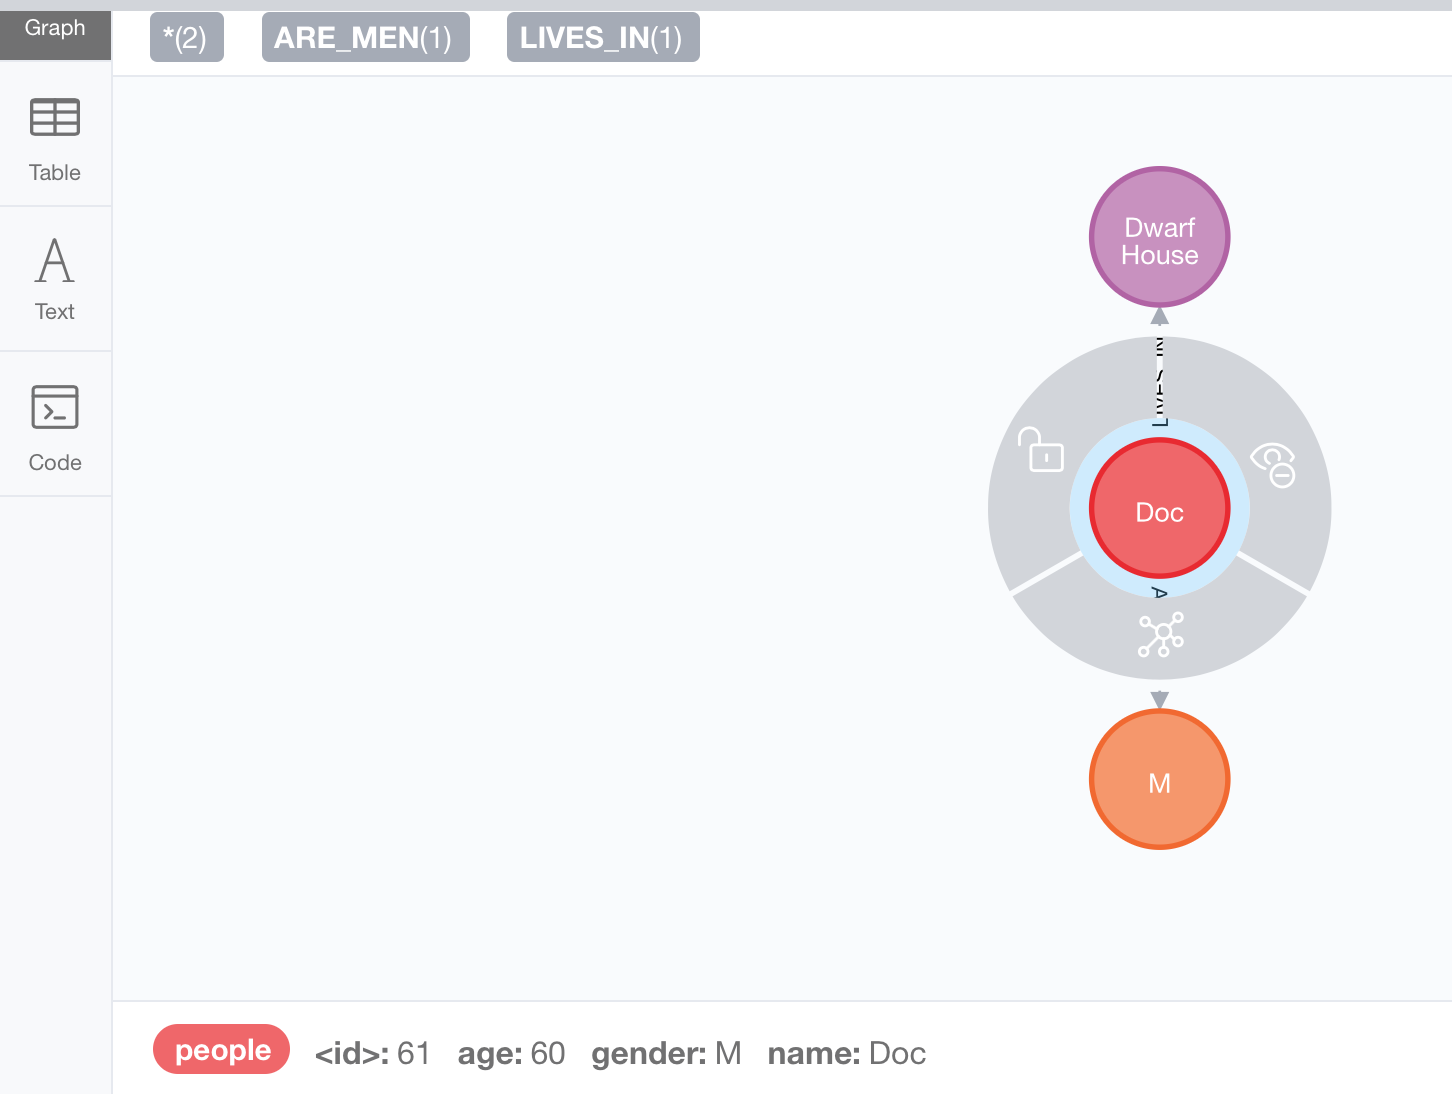 Graph
*(2) ARE_MEN(1) LIVES_IN(1)
Table
Text
Code
Dwarf
House
Doc
A
M
people <id>: 61 age: 60 gender: M name: Doc